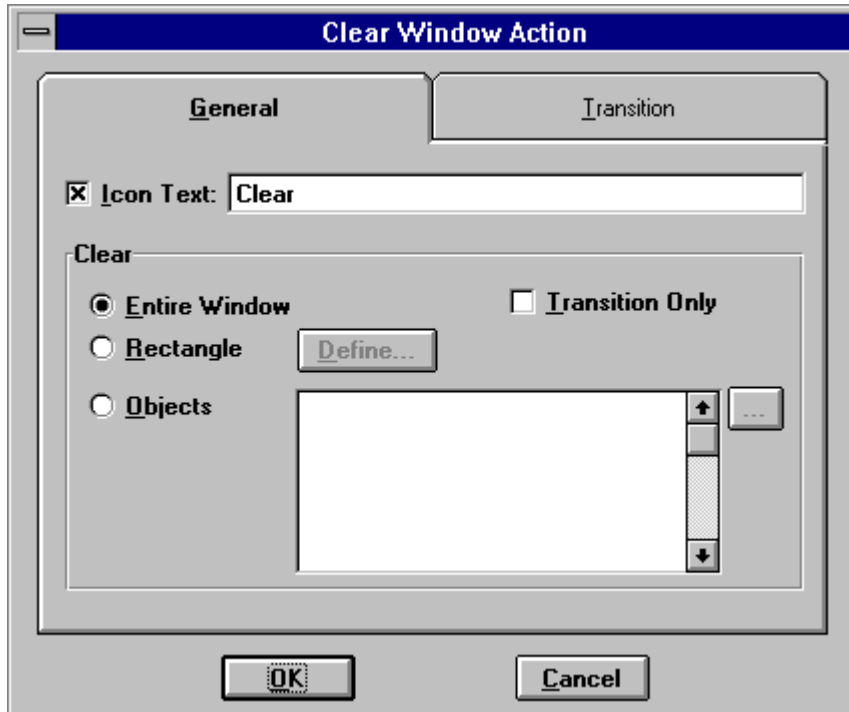 Clear Window Action
General
Transition
Icon Text: Clear
Clear
Entire Window
Transition Only
Rectangle
Define...
Objects
...
OK
Cancel